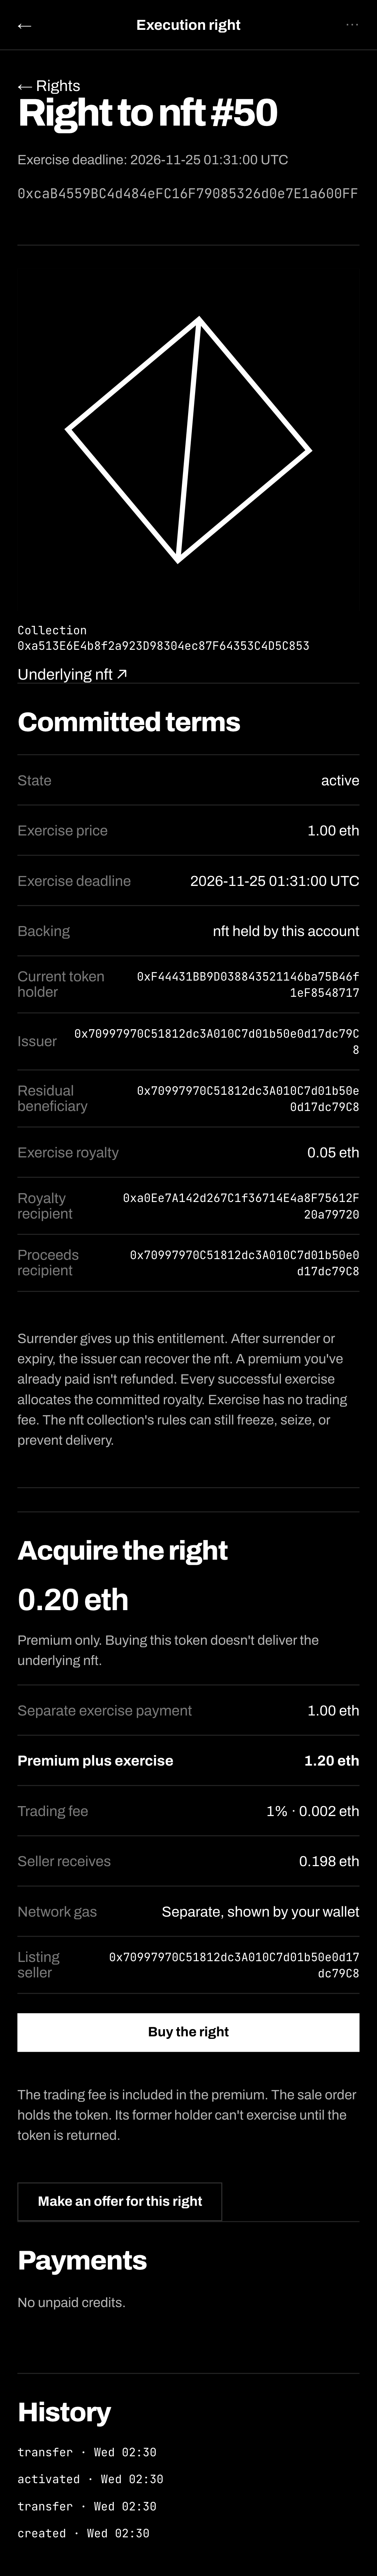 ←
Execution right
...
← Rights
Right to nft #50
Exercise deadline: 2026-11-25 01:31:00 UTC
0xcaB4559BC4d484eFC16F79085326d0e7E1a600FF
Collection
0xa513E6E4b8f2a923D98304ec87F64353C4D5C853
Underlying nft ↗
Committed terms
State active
Exercise price 1.00 eth
Exercise deadline 2026-11-25 01:31:00 UTC
Backing nft held by this account
Current token holder 0xF44431BB9D038843521146ba75B46f
1eF8548717
Issuer 0x70997970C51812dc3A010C7d01b50e0d17dc79C
8
Residual beneficiary 0x70997970C51812dc3A010C7d01b50e
0d17dc79C8
Exercise royalty 0.05 eth
Royalty recipient 0xa0Ee7A142d267C1f36714E4a8F75612F
20a79720
Proceeds recipient 0x70997970C51812dc3A010C7d01b50e0
d17dc79C8
Surrender gives up this entitlement. After surrender or
expiry, the issuer can recover the nft. A premium you've
already paid isn't refunded. Every successful exercise
allocates the committed royalty. Exercise has no trading
fee. The nft collection's rules can still freeze, seize, or
prevent delivery.
Acquire the right
0.20 eth
Premium only. Buying this token doesn't deliver the
underlying nft.
Separate exercise payment 1.00 eth
Premium plus exercise 1.20 eth
Trading fee 1% · 0.002 eth
Seller receives 0.198 eth
Network gas Separate, shown by your wallet
Listing seller 0x70997970C51812dc3A010C7d01b50e0d17
dc79C8
Buy the right
The trading fee is included in the premium. The sale order
holds the token. Its former holder can't exercise until the
token is returned.
Make an offer for this right
Payments
No unpaid credits.
History
transfer · Wed 02:30
activated · Wed 02:30
transfer · Wed 02:30
created · Wed 02:30